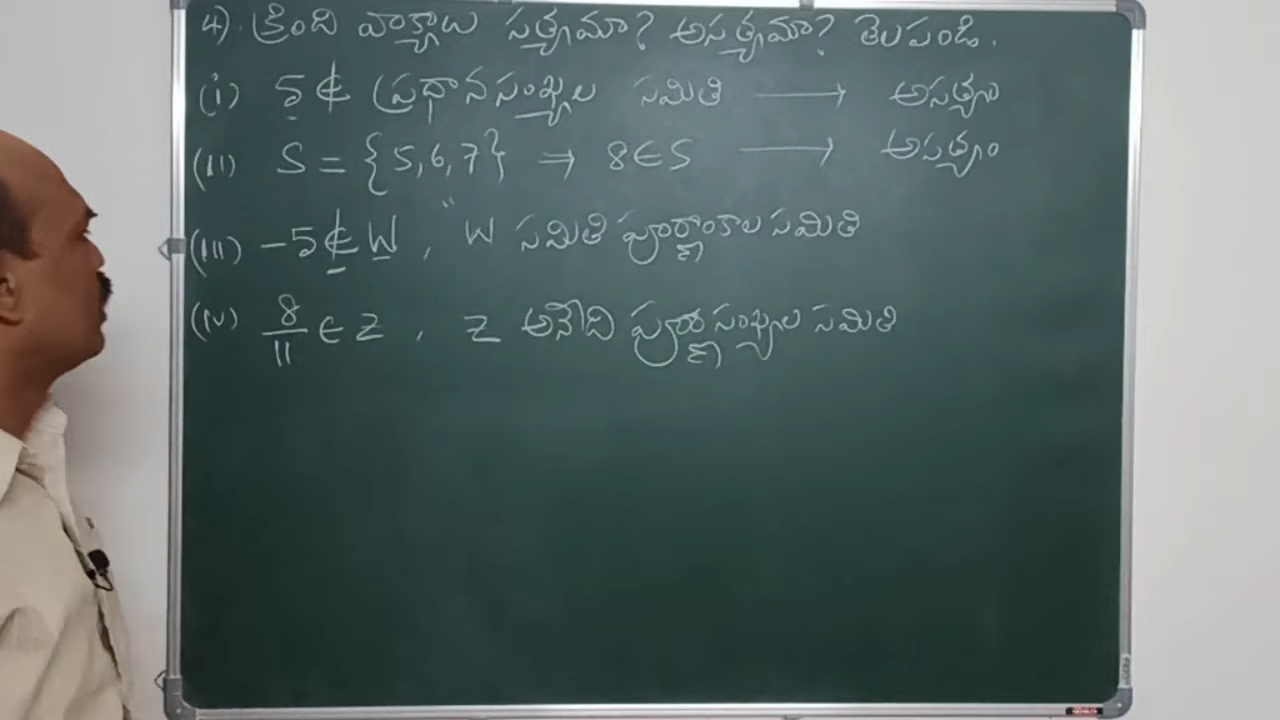 4). క్రింది వాక్యాలు సత్యమా? అసత్యమా? తెలపండి.
(i) 5 ∉ ప్రధానసంఖ్యల సమితి → అసత్యం
(II) S = {5,6,7} ⇒ 8∈S → అసత్యం
(III) -5∉W, W సమితి పూర్ణాంకాల సమితి
(IV) 8/11 ∈ Z, Z అనేది పూర్ణసంఖ్యల సమితి